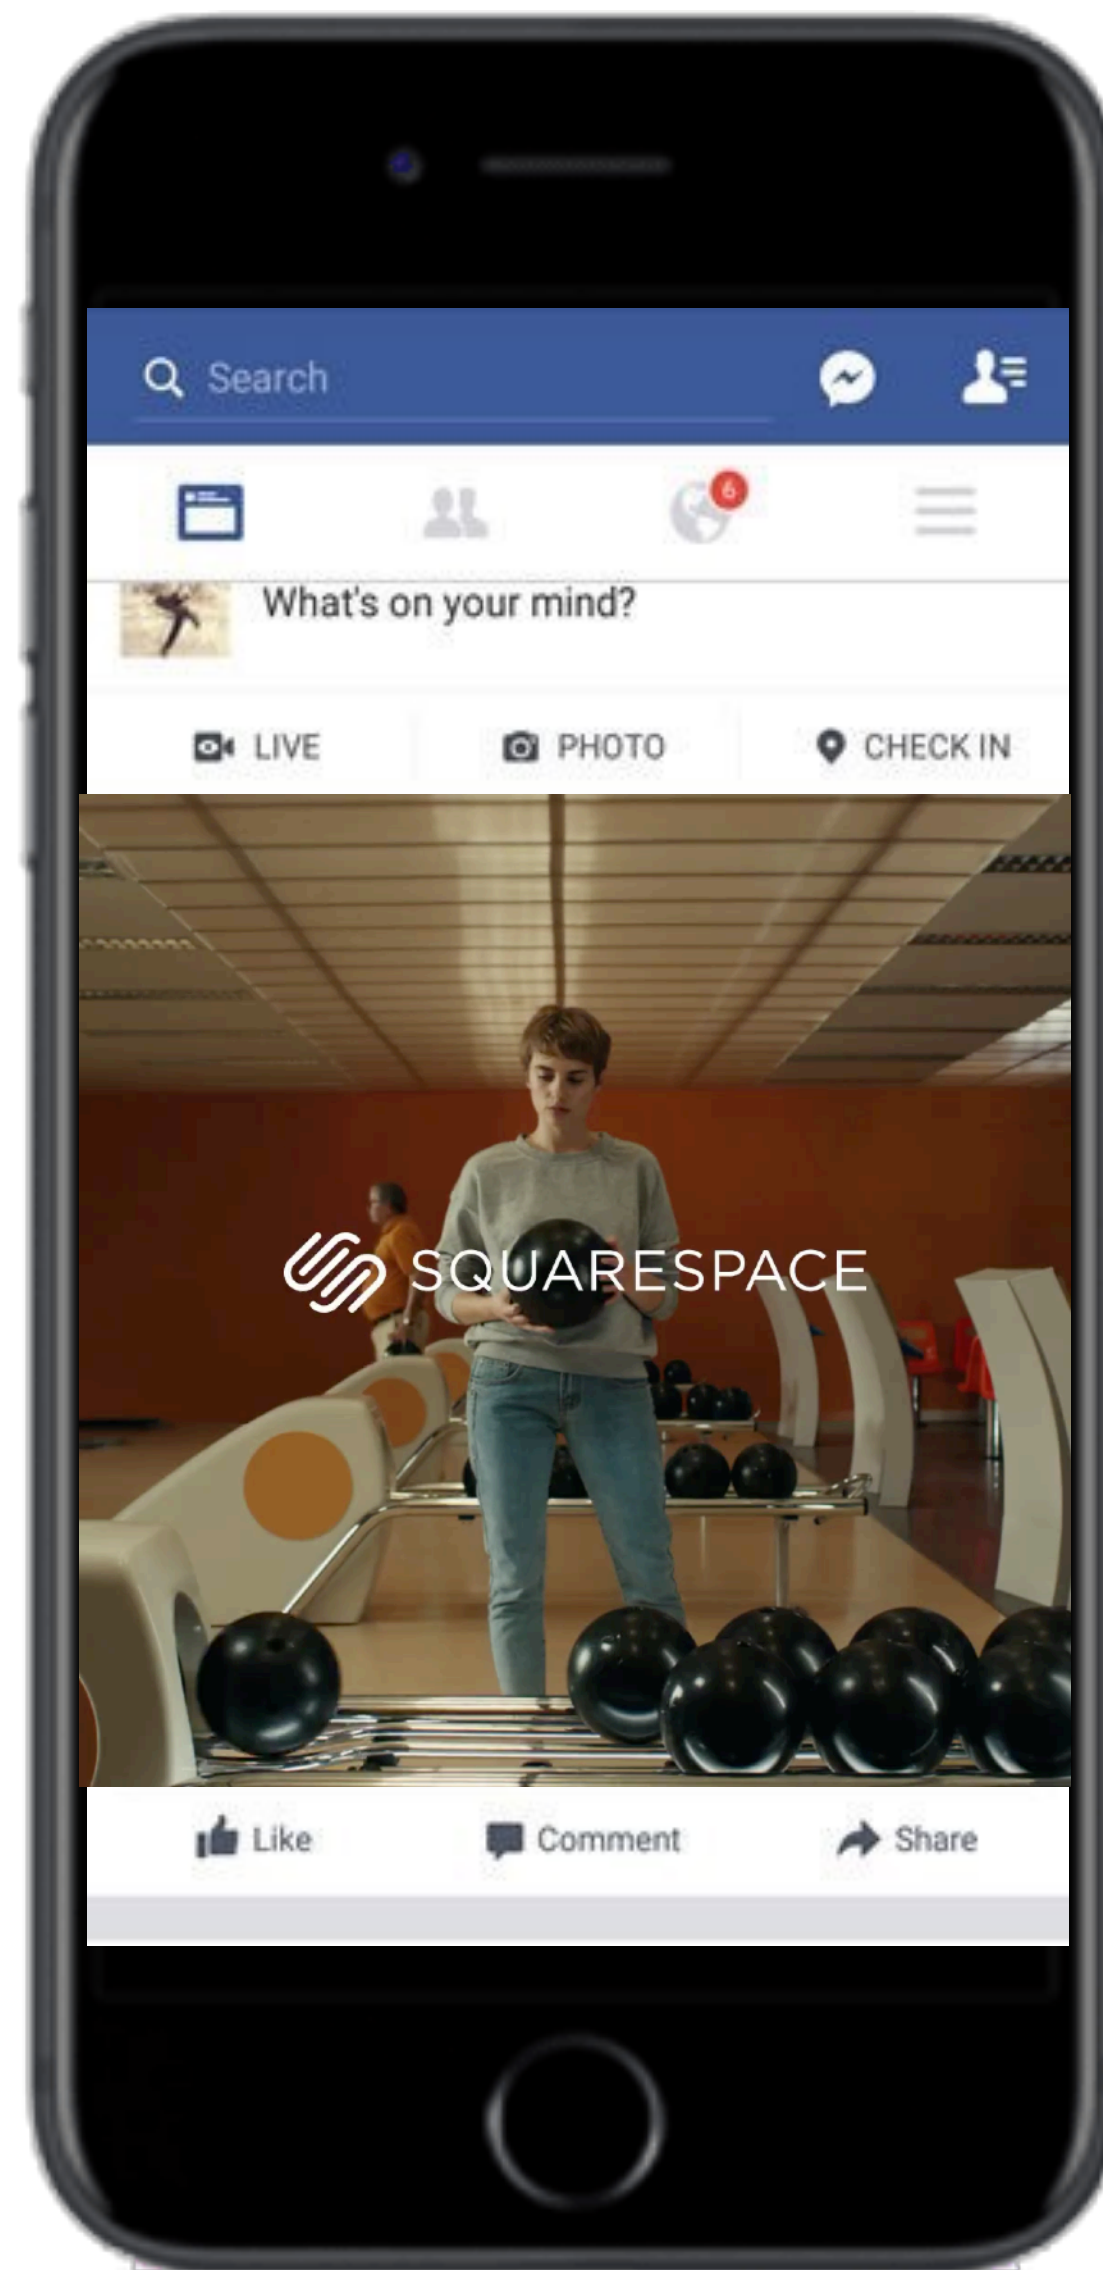 Search
6
What's on your mind?
LIVE PHOTO CHECK IN
SQUARESPACE
Like Comment Share